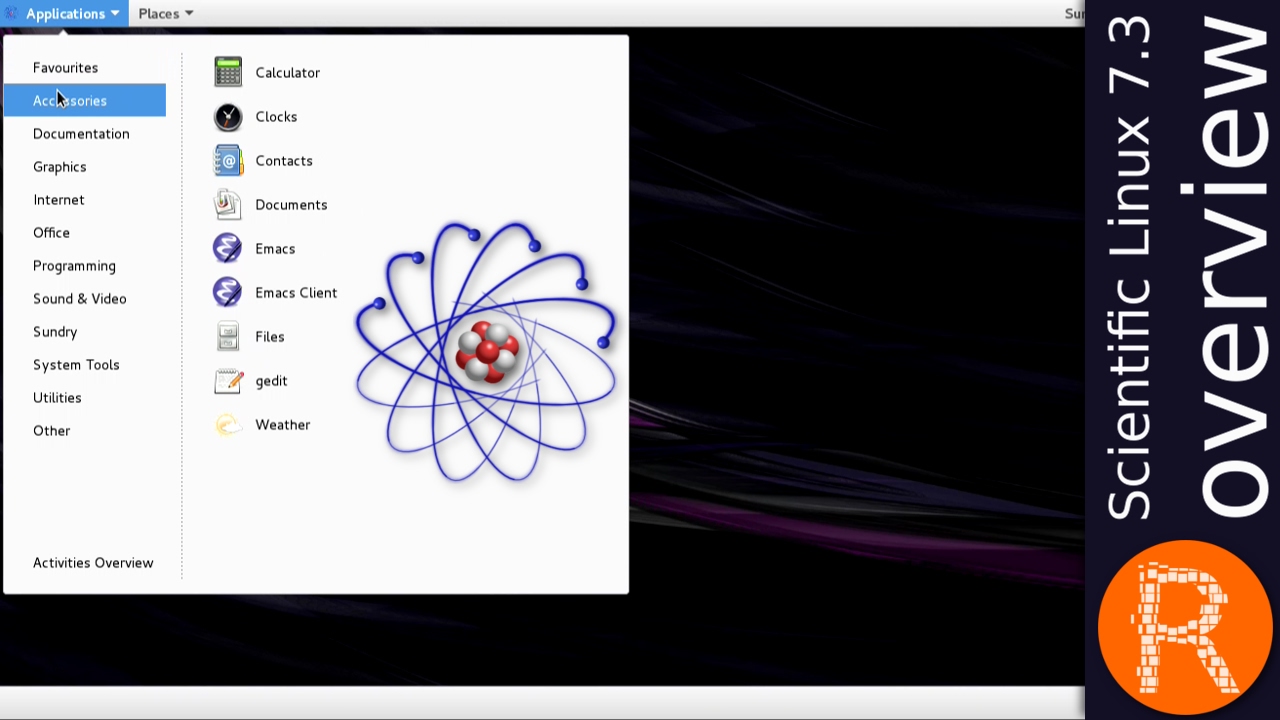 Applications
Places
Sun
Favourites
Accessories
Documentation
Graphics
Internet
Office
Programming
Sound & Video
Sundry
System Tools
Utilities
Other
Activities Overview
Calculator
Clocks
Contacts
Documents
Emacs
Emacs Client
Files
gedit
Weather
Scientific Linux 7.3
overview
R